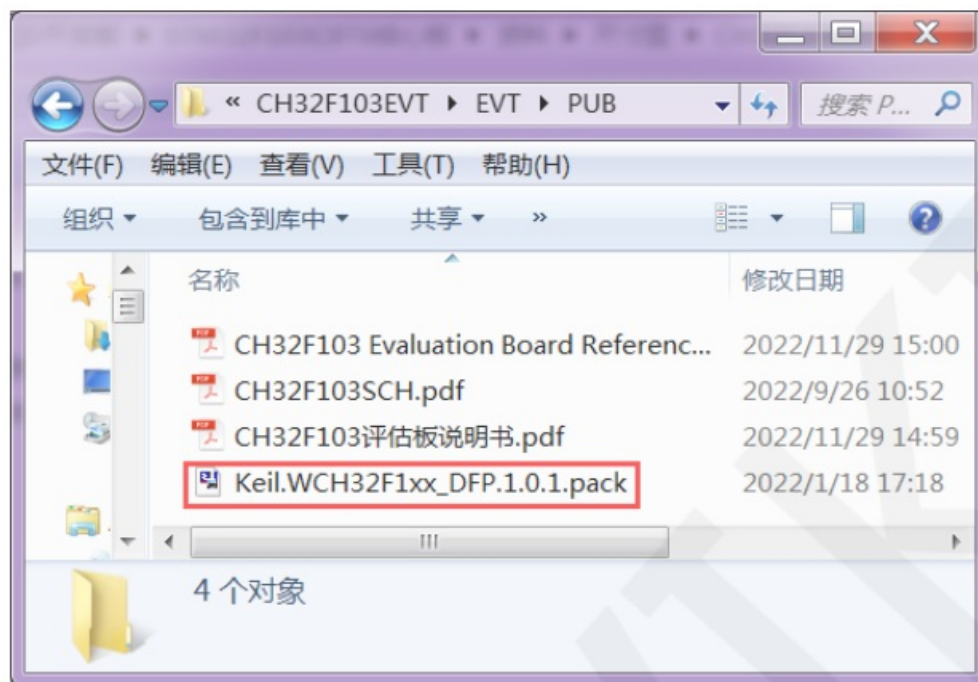 « CH32F103EVT ▸ EVT ▸ PUB 搜索 P...
文件(F) 编辑(E) 查看(V) 工具(T) 帮助(H)
组织 包含到库中 共享 »
名称 修改日期
CH32F103 Evaluation Board Referenc... 2022/11/29 15:00
CH32F103SCH.pdf 2022/9/26 10:52
CH32F103评估板说明书.pdf 2022/11/29 14:59
Keil.WCH32F1xx_DFP.1.0.1.pack 2022/1/18 17:18
4 个对象